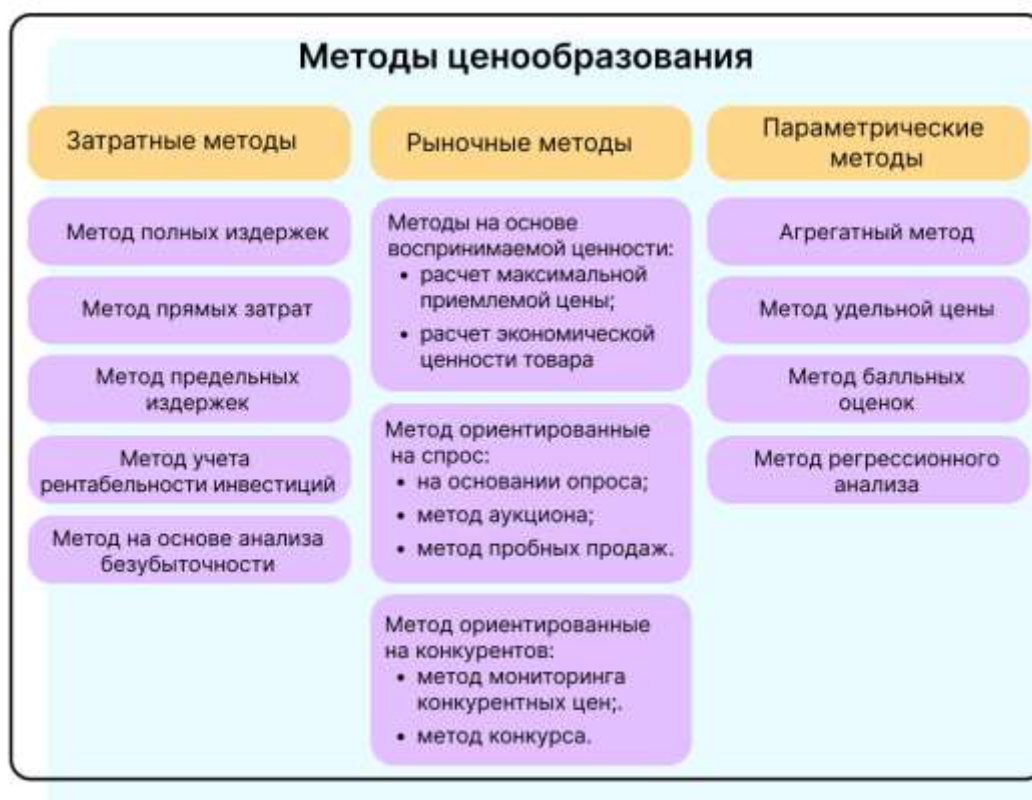 Методы ценообразования
Затратные методы
Метод полных издержек
Метод прямых затрат
Метод предельных
издержек
Метод учета
рентабельности инвестиций
Метод на основе анализа
безубыточности
Рыночные методы
Методы на основе
воспринимаемой ценности:
• расчет максимальной
приемлемой цены;
• расчет экономической
ценности товара
Метод ориентированные
на спрос:
• на основании опроса;
• метод аукциона;
• метод пробных продаж.
Метод ориентированные
на конкурентов:
• метод мониторинга
конкурентных цен;.
• метод конкурса.
Параметрические
методы
Агрегатный метод
Метод удельной цены
Метод балльных
оценок
Метод регрессионного
анализа